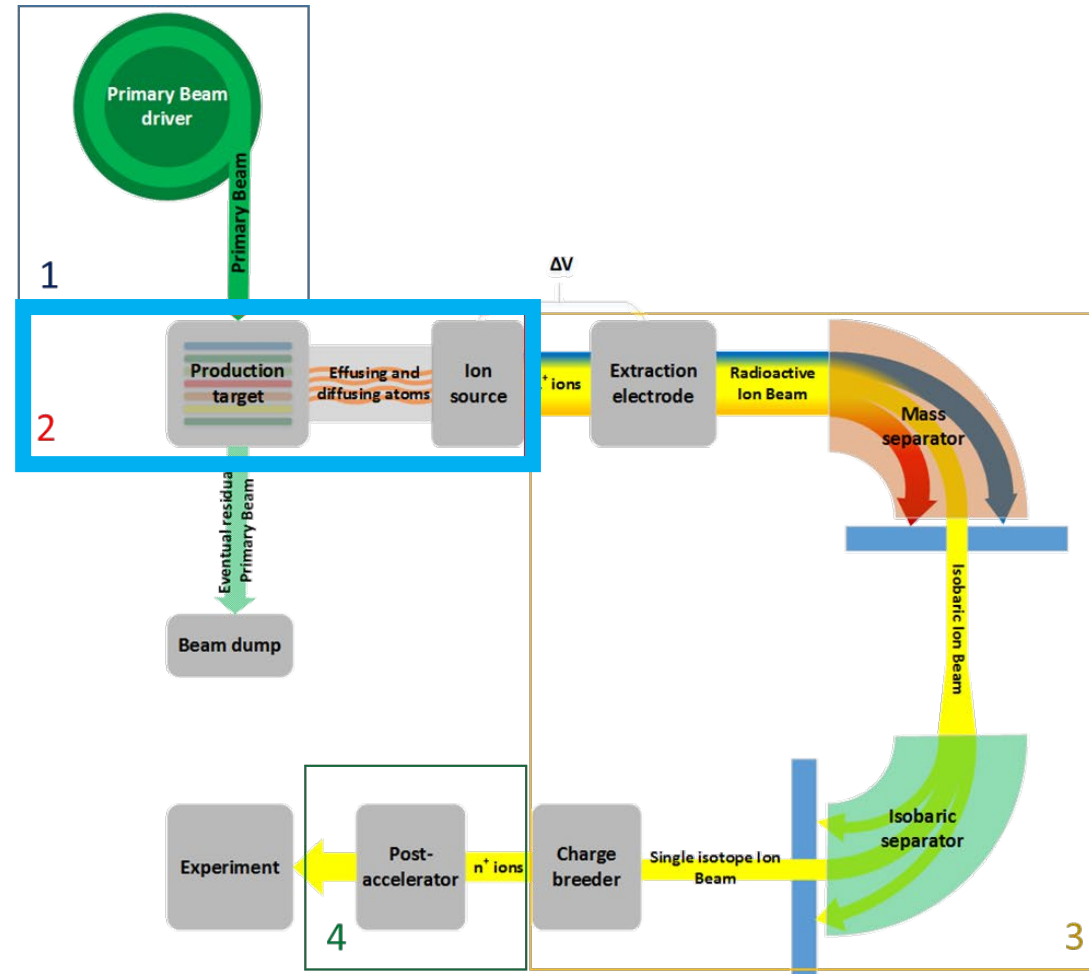 Primary Beam
driver
Primary Beam
1
ΔV
Production
target
Effusing and
diffusing atoms
Ion
source
⁺ ions
Extraction
electrode
Radioactive
Ion Beam
Mass
separator
2
Eventual residual
Primary Beam
Isobaric Ion Beam
Beam dump
Experiment
Post-
accelerator
n⁺ ions
Charge
breeder
Single isotope Ion
Beam
Isobaric
separator
4
3